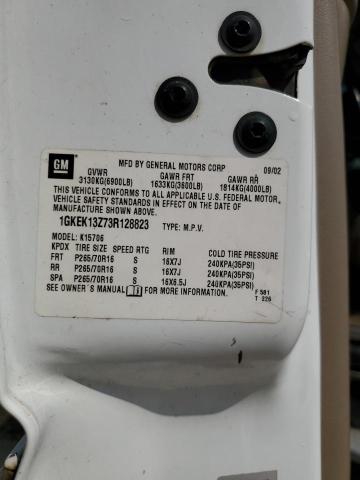 GM
MFD BY GENERAL MOTORS CORP 09/02
GVWR GAWR FRT GAWR RR
3130KG(6900LB) 1633KG(3600LB) 1814KG(4000LB)
THIS VEHICLE CONFORMS TO ALL APPLICABLE U.S. FEDERAL MOTOR
VEHICLE SAFETY STANDARDS IN EFFECT ON THE DATE OF
MANUFACTURE SHOWN ABOVE.
1GKEK13Z73R128823 TYPE: M.P.V.
MODEL: K15706
KPDX TIRE SIZE SPEED RTG RIM COLD TIRE PRESSURE
FRT P265/70R16 S 16X7J 240KPA(35PSI)
RR P265/70R16 S 16X7J 240KPA(35PSI)
SPA P265/70R16 S 16X6.5J 240KPA(35PSI)
SEE OWNER'S MANUAL FOR MORE INFORMATION. F 581
T 226